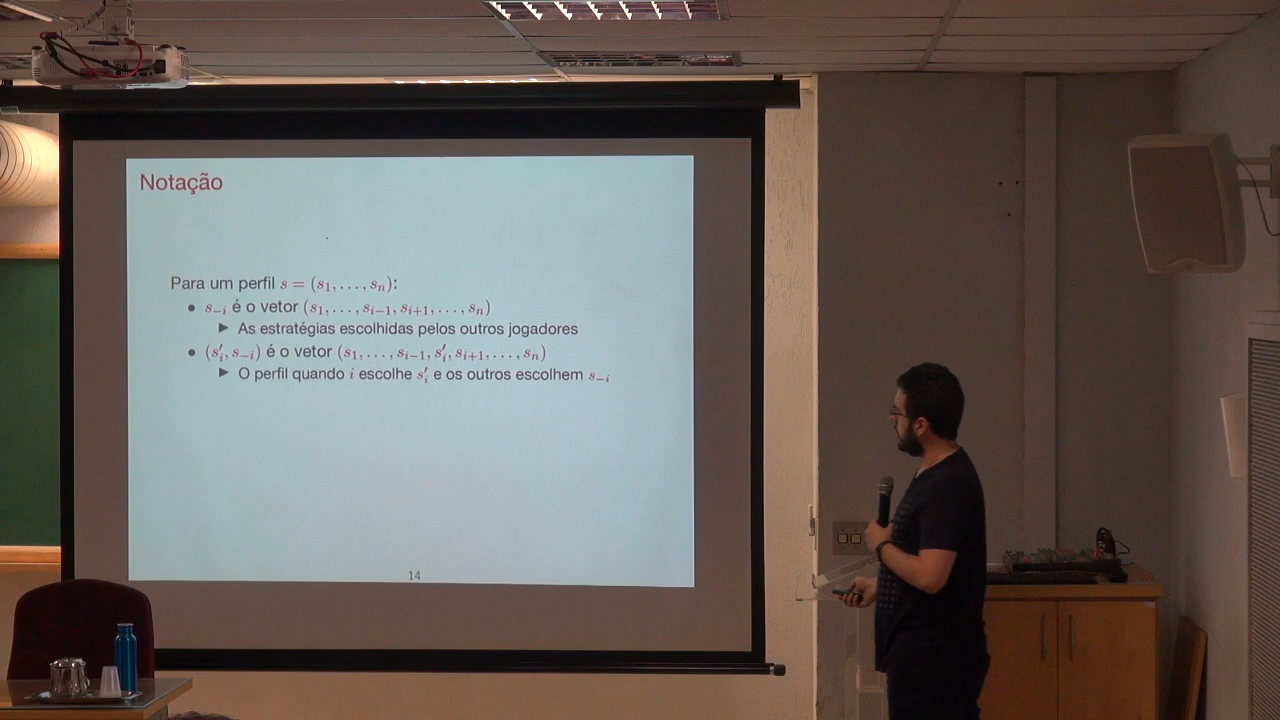 Notação
Para um perfil s = (s₁, . . . , sₙ):
• s₋ᵢ é o vetor (s₁, . . . , sᵢ₋₁, sᵢ₊₁, . . . , sₙ)
▶ As estratégias escolhidas pelos outros jogadores
• (s′ᵢ, s₋ᵢ) é o vetor (s₁, . . . , sᵢ₋₁, s′ᵢ, sᵢ₊₁, . . . , sₙ)
▶ O perfil quando i escolhe s′ᵢ e os outros escolhem s₋ᵢ
14